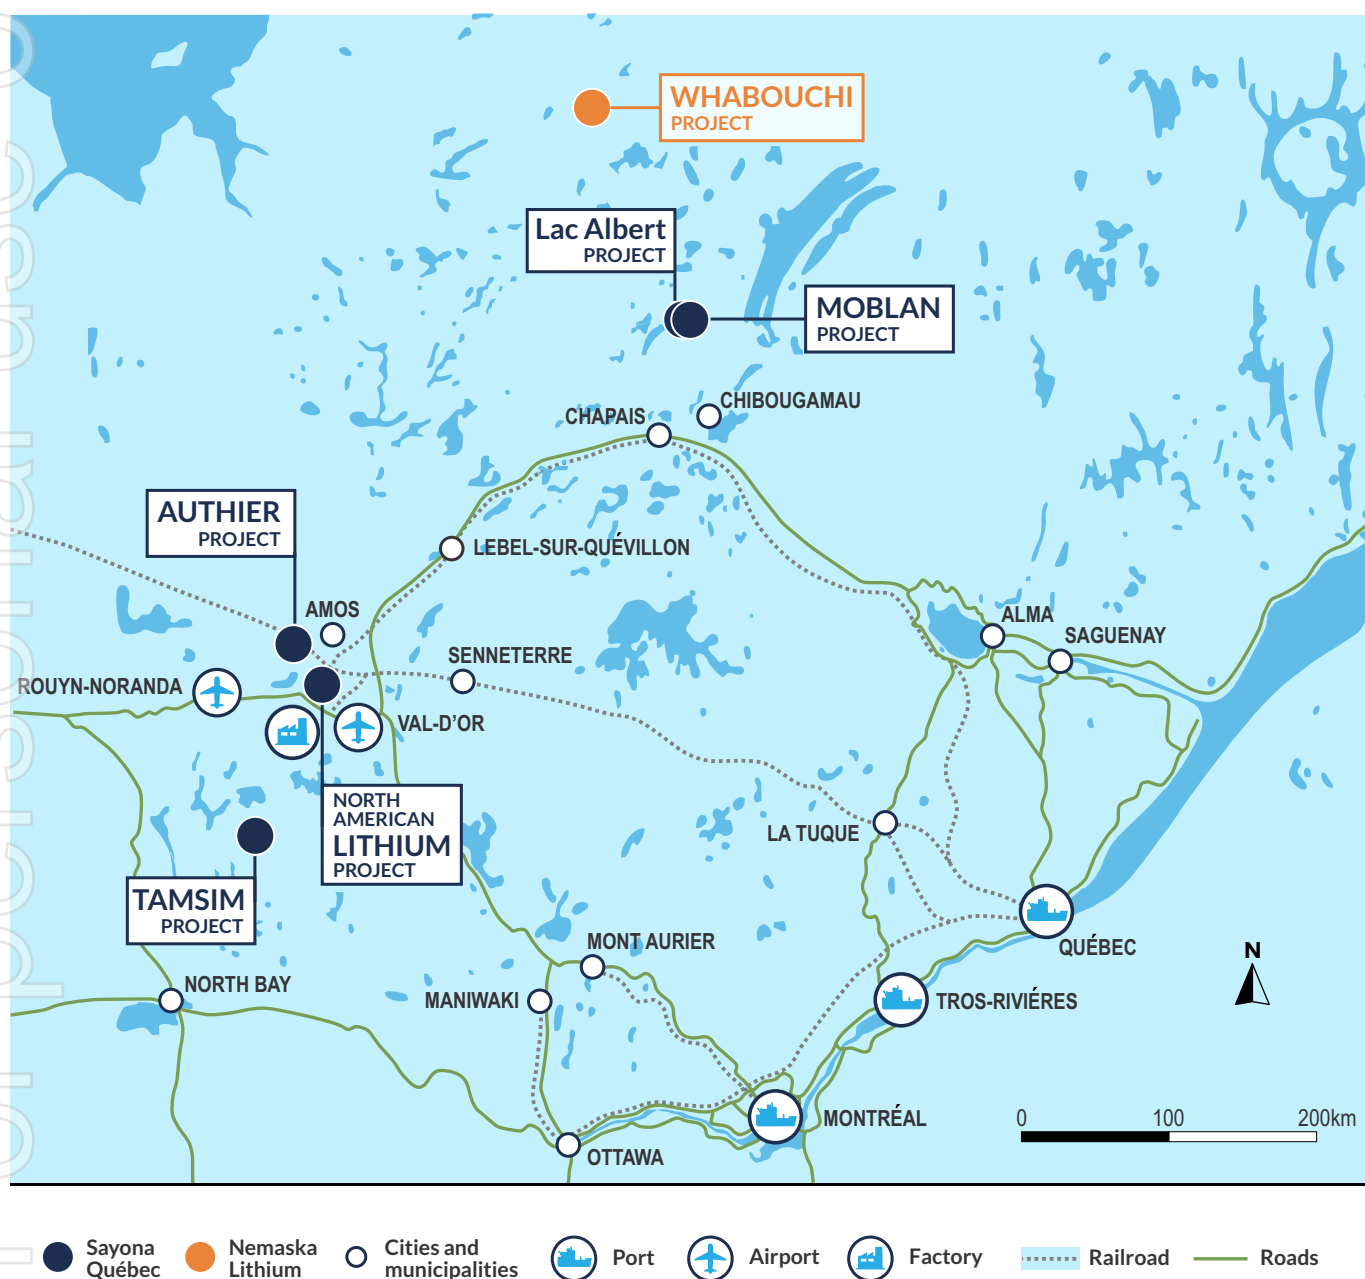 WHABOUCHI
PROJECT
Lac Albert
PROJECT
MOBLAN
PROJECT
CHIBOUGAMAU
CHAPAIS
AUTHIER
PROJECT
LEBEL-SUR-QUÉVILLON
AMOS
ALMA
SAGUENAY
SENNETERRE
ROUYN-NORANDA
VAL-D'OR
NORTH
AMERICAN
LITHIUM
PROJECT
LA TUQUE
TAMSIM
PROJECT
QUÉBEC
MONT AURIER
N
NORTH BAY
MANIWAKI
TROS-RIVIÉRES
MONTRÉAL
0 100 200km
OTTAWA
Sayona
Québec
Nemaska
Lithium
Cities and
municipalities
Port
Airport
Factory
Railroad
Roads